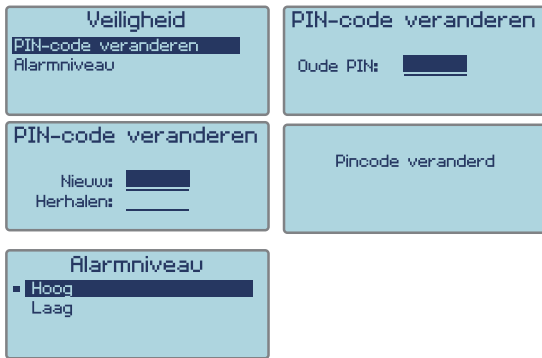 Veiligheid
PIN-code veranderen
Alarmniveau
PIN-code veranderen
Oude PIN:
PIN-code veranderen
Nieuw:
Herhalen:
Pincode veranderd
Alarmniveau
Hoog
Laag